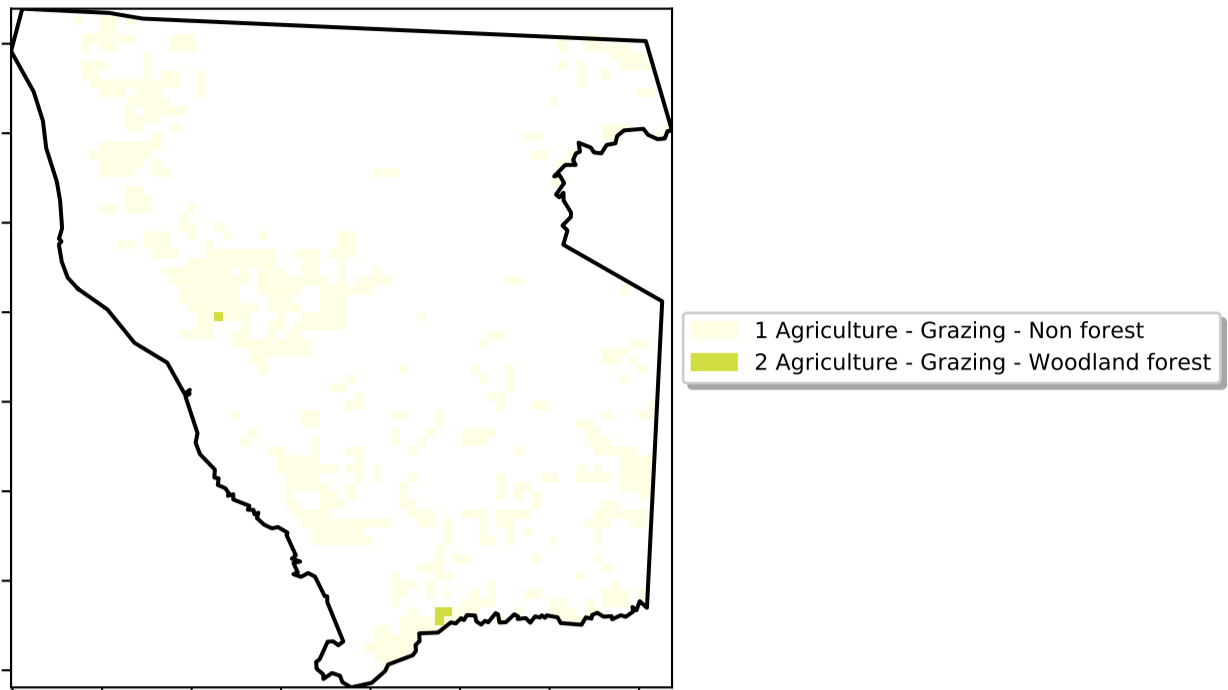 1 Agriculture - Grazing - Non forest
2 Agriculture - Grazing - Woodland forest